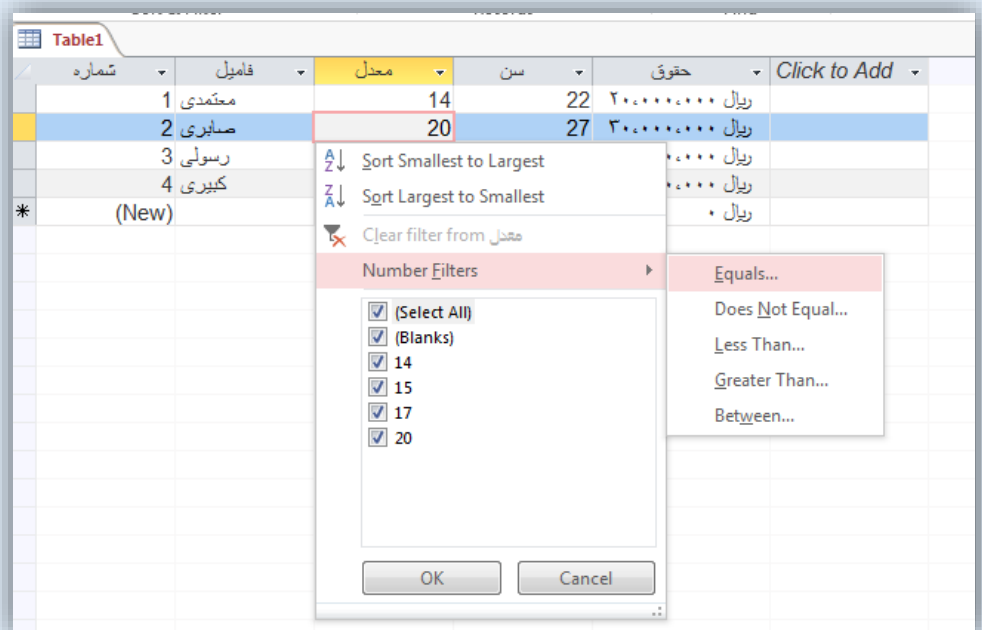 Table1
شماره فامیل معدل سن حقوق Click to Add
1 معتمدی 14 22 ریال ۲۰،۰۰۰،۰۰۰
2 صابری 20 27 ریال ۳۰،۰۰۰،۰۰۰
3 رسولی ریال
4 کبیری ریال
(New) ریال ۰
Sort Smallest to Largest
Sort Largest to Smallest
Clear filter from معدل
Number Filters
(Select All)
(Blanks)
14
15
17
20
OK Cancel
Equals...
Does Not Equal...
Less Than...
Greater Than...
Between...